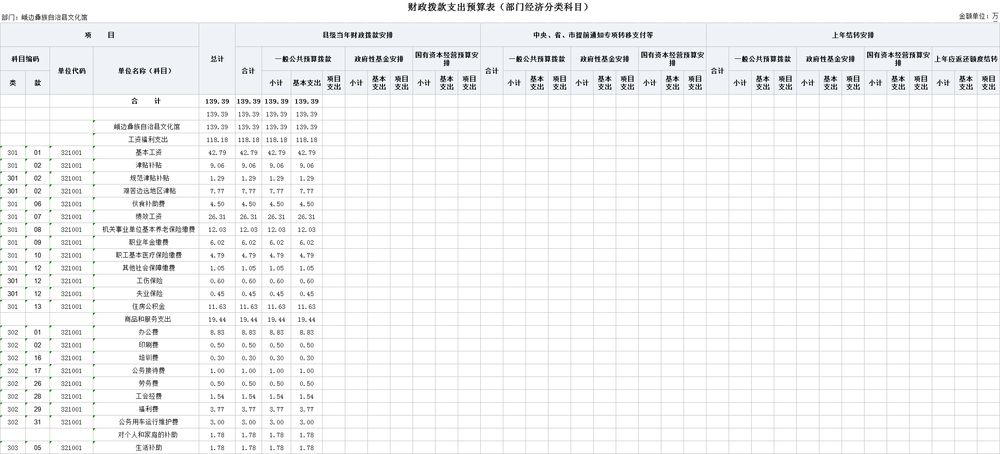 财政拨款支出预算表（部门经济分类科目）
部门：峨边彝族自治县文化馆 金额单位：万
项 目 总计 县级当年财政拨款安排 中央、省、市提前通知专项转移支付等 上年结转安排
科目编码 单位代码 单位名称（科目） 合计 一般公共预算拨款 政府性基金安排 国有资本经营预算安排 合计 一般公共预算拨款 政府性基金安排 国有资本经营预算安排 合计 一般公共预算拨款 政府性基金安排 国有资本经营预算安排 上年应返还额度结转
类 款 小计 基本支出 项目支出 小计 基本支出 项目支出 小计 基本支出 项目支出 小计 基本支出 项目支出 小计 基本支出 项目支出 小计 基本支出 项目支出 小计 基本支出 项目支出 小计 基本支出 项目支出 小计 基本支出 项目支出 小计 基本支出 项目支出
合 计 139.39 139.39 139.39 139.39
139.39 139.39 139.39 139.39
峨边彝族自治县文化馆 139.39 139.39 139.39 139.39
工资福利支出 118.18 118.18 118.18 118.18
301 01 321001 基本工资 42.79 42.79 42.79 42.79
301 02 321001 津贴补贴 9.06 9.06 9.06 9.06
301 02 321001 规范津贴补贴 1.29 1.29 1.29 1.29
301 02 321001 艰苦边远地区津贴 7.77 7.77 7.77 7.77
301 06 321001 伙食补助费 4.50 4.50 4.50 4.50
301 07 321001 绩效工资 26.31 26.31 26.31 26.31
301 08 321001 机关事业单位基本养老保险缴费 12.03 12.03 12.03 12.03
301 09 321001 职业年金缴费 6.02 6.02 6.02 6.02
301 10 321001 职工基本医疗保险缴费 4.79 4.79 4.79 4.79
301 12 321001 其他社会保障缴费 1.05 1.05 1.05 1.05
301 12 321001 工伤保险 0.60 0.60 0.60 0.60
301 12 321001 失业保险 0.45 0.45 0.45 0.45
301 13 321001 住房公积金 11.63 11.63 11.63 11.63
商品和服务支出 19.44 19.44 19.44 19.44
302 01 321001 办公费 8.83 8.83 8.83 8.83
302 02 321001 印刷费 0.50 0.50 0.50 0.50
302 16 321001 培训费 0.30 0.30 0.30 0.30
302 17 321001 公务接待费 1.00 1.00 1.00 1.00
302 26 321001 劳务费 0.50 0.50 0.50 0.50
302 28 321001 工会经费 1.54 1.54 1.54 1.54
302 29 321001 福利费 3.77 3.77 3.77 3.77
302 31 321001 公务用车运行维护费 3.00 3.00 3.00 3.00
对个人和家庭的补助 1.78 1.78 1.78 1.78
303 05 321001 生活补助 1.78 1.78 1.78 1.78